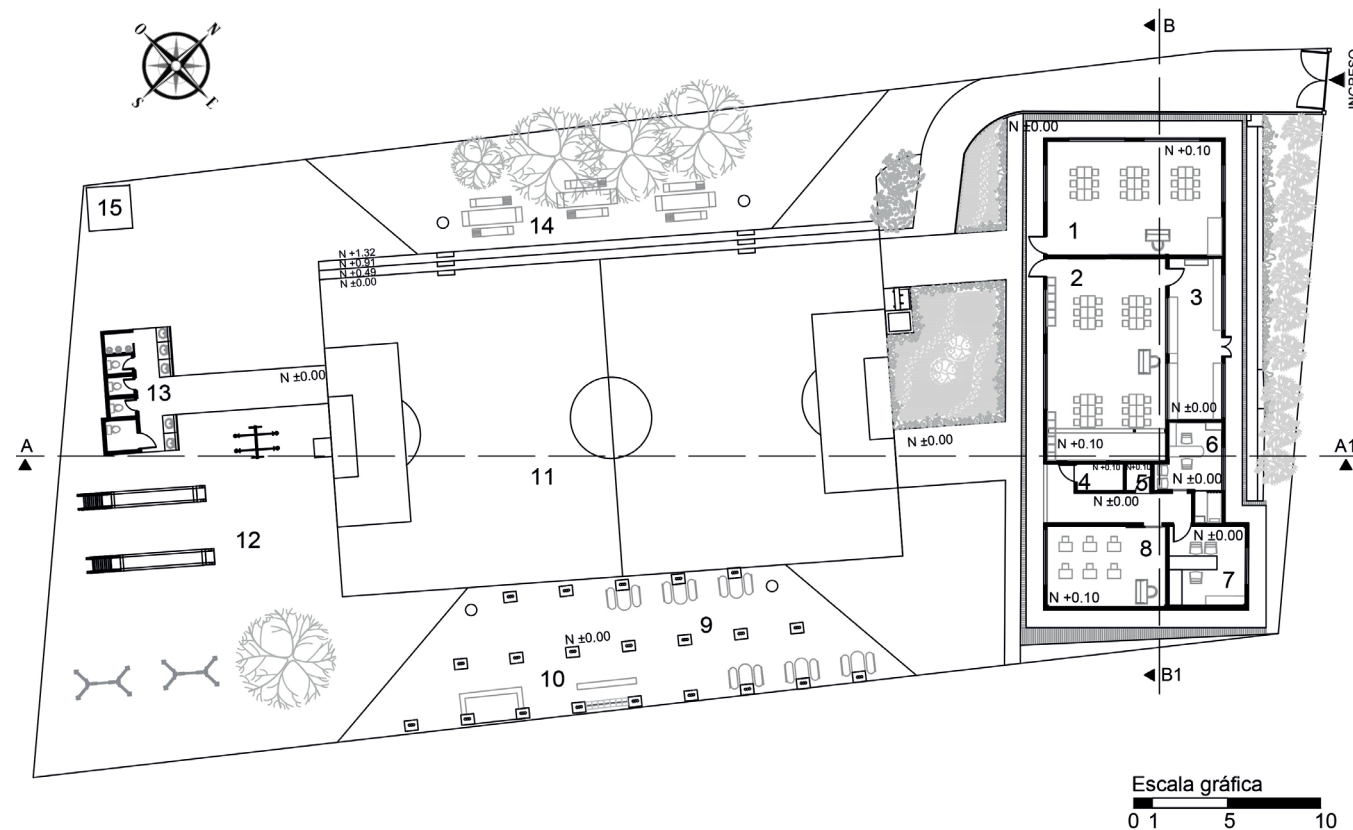 B
O N
S E
INGRESO
N ±0.00
N +0.10
15
14
1
N +1.32
N +0.91
N +0.49
N ±0.00
2
3
N ±0.00
13
N ±0.00
N ±0.00
6
A
N +0.10
A1
11
4
N +0.10
5
N +0.10
N ±0.00
N ±0.00
12
8
N ±0.00
7
N +0.10
9
N ±0.00
10
B1
Escala gráfica
0 1 5 10